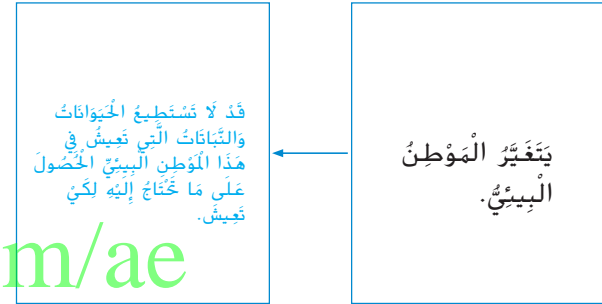 يَتَغَيَّرُ الْمَوْطِنُ
الْبِيئِيُّ.
قَدْ لَا تَسْتَطِيعُ الْحَيَوَانَاتُ
وَالنَّبَاتَاتُ الَّتِي تَعِيشُ فِي
هَذَا الْمَوْطِنِ الْبِيئِيِّ الْحُصُولَ
عَلَى مَا تَحْتَاجُ إِلَيْهِ لِكَيْ
تَعِيشَ.
m/ae